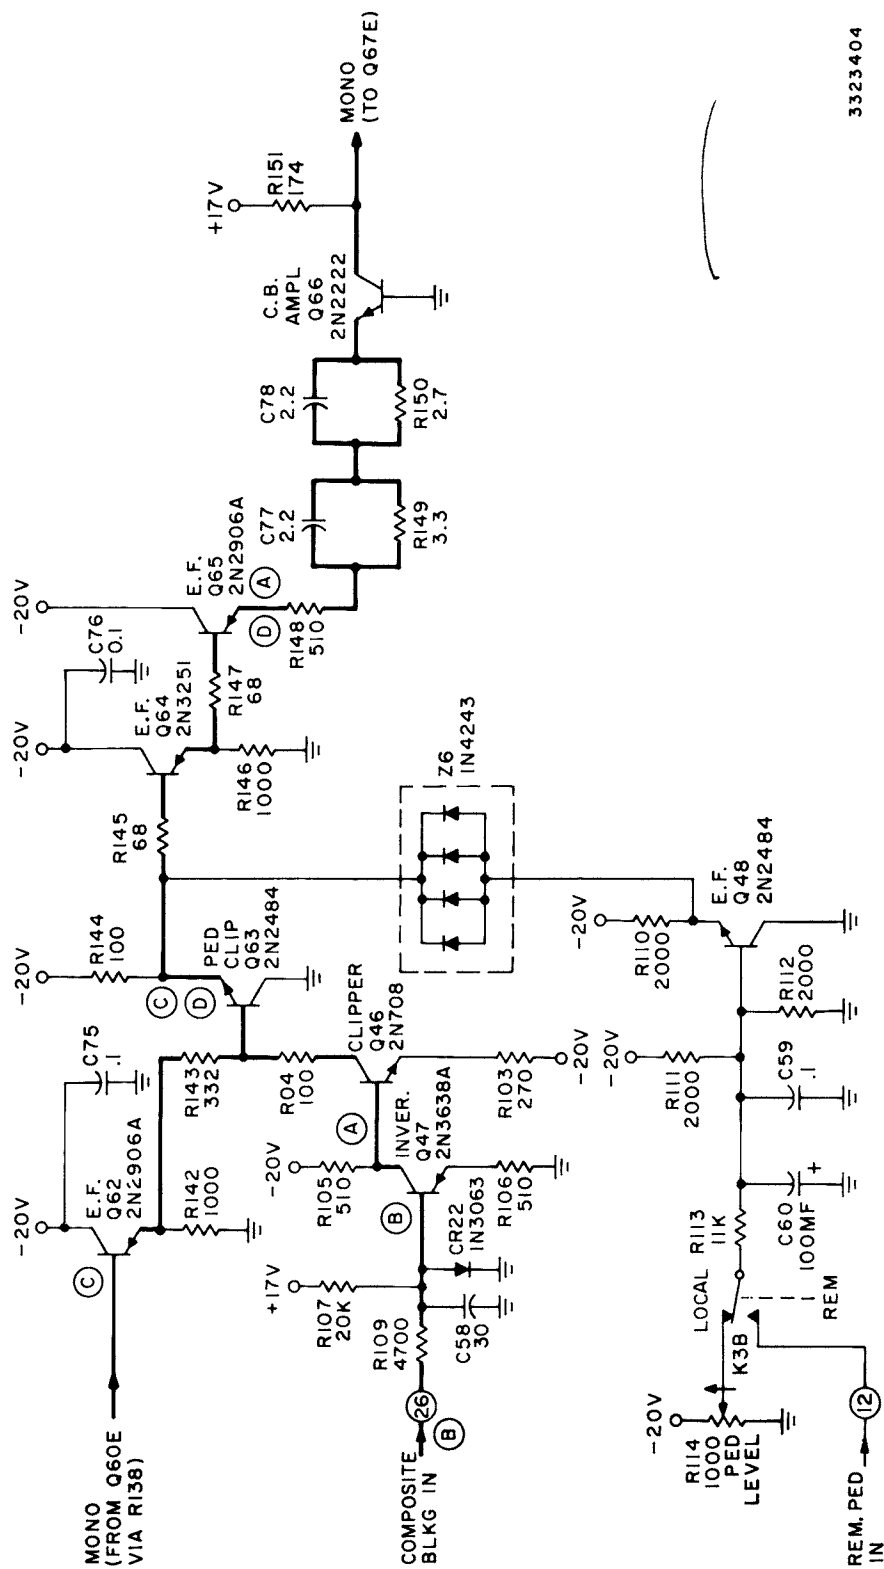 MONO
(FROM Q60E
VIA R138)
C
-20V
E.F.
Q62
2N2906A
C75
.1
R142
1000
R143
332
R04
100
-20V
R144
100
C
D
PED
CLIP
Q63
2N2484
R145
68
-20V
C76
0.1
E.F.
Q64
2N3251
R146
1000
R147
68
-20V
E.F.
Q65
2N2906A
A
D
R148
510
C77
2.2
R149
3.3
C78
2.2
R150
2.7
C.B.
AMPL
Q66
2N2222
+17V
R151
174
MONO
(TO Q67E)
COMPOSITE
BLKG IN
26
B
R109
4700
C58
30
+17V
R107
20K
CR22
IN3063
B
-20V
R105
510
A
INVER.
Q47
2N3638A
R106
510
CLIPPER
Q46
2N708
R103
270
-20V
Z6
IN4243
REM. PED
IN
12
-20V
R114
1000
PED
LEVEL
K3B
LOCAL
REM
R113
11K
C60
100MF
+
C59
.1
-20V
R111
2000
R112
2000
-20V
R110
2000
E.F.
Q48
2N2484
3323404